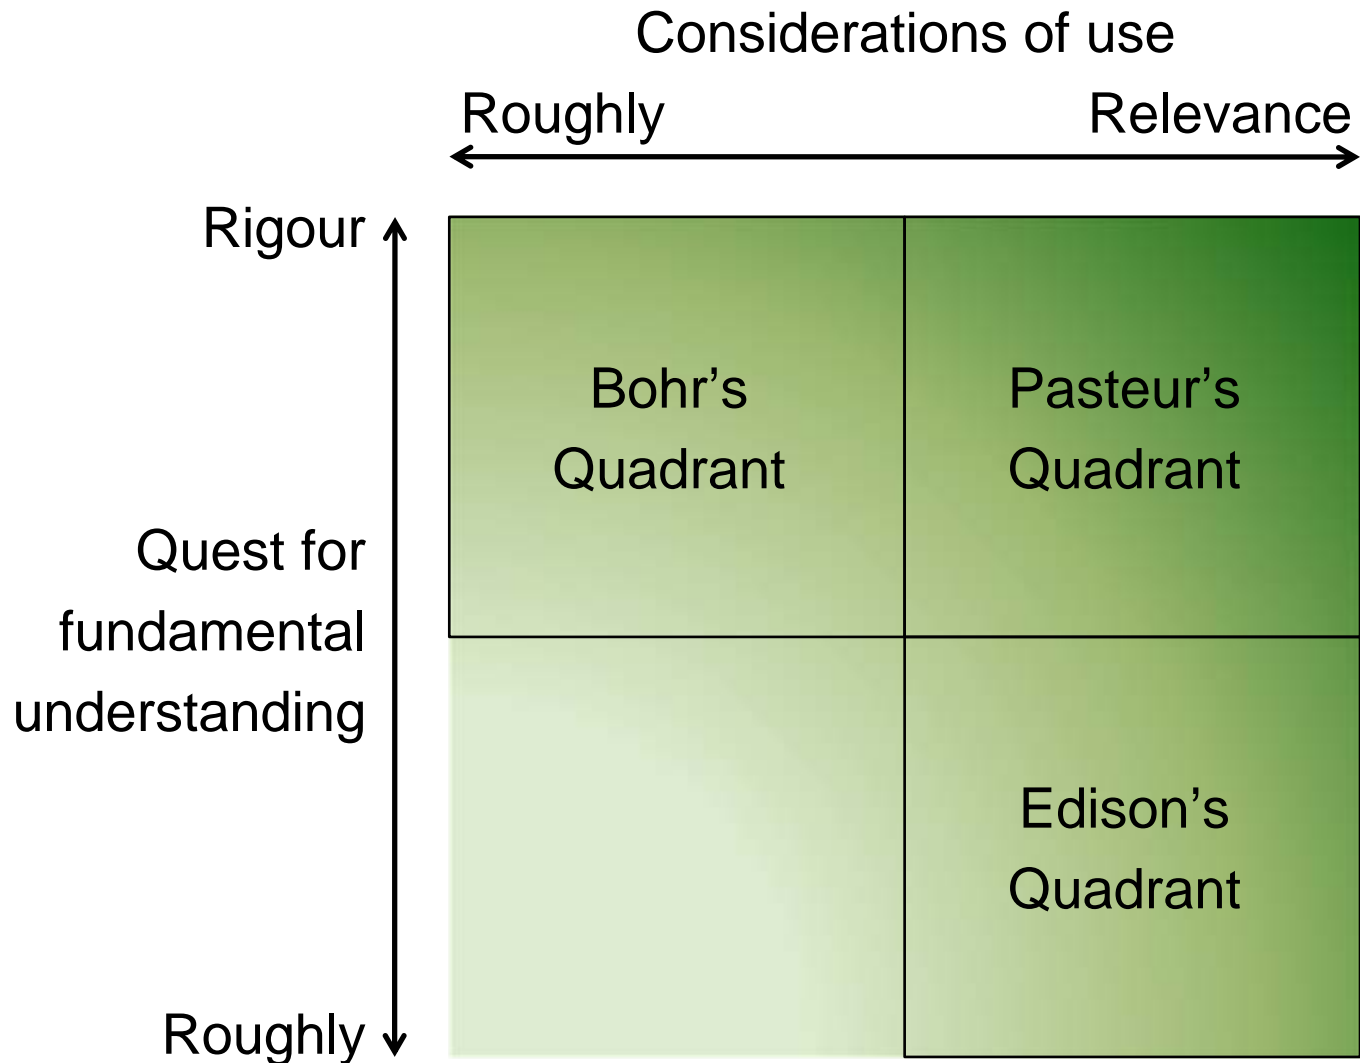 Considerations of use
Roughly Relevance
Rigour
Bohr’s
Quadrant
Pasteur’s
Quadrant
Quest for
fundamental
understanding
Edison’s
Quadrant
Roughly